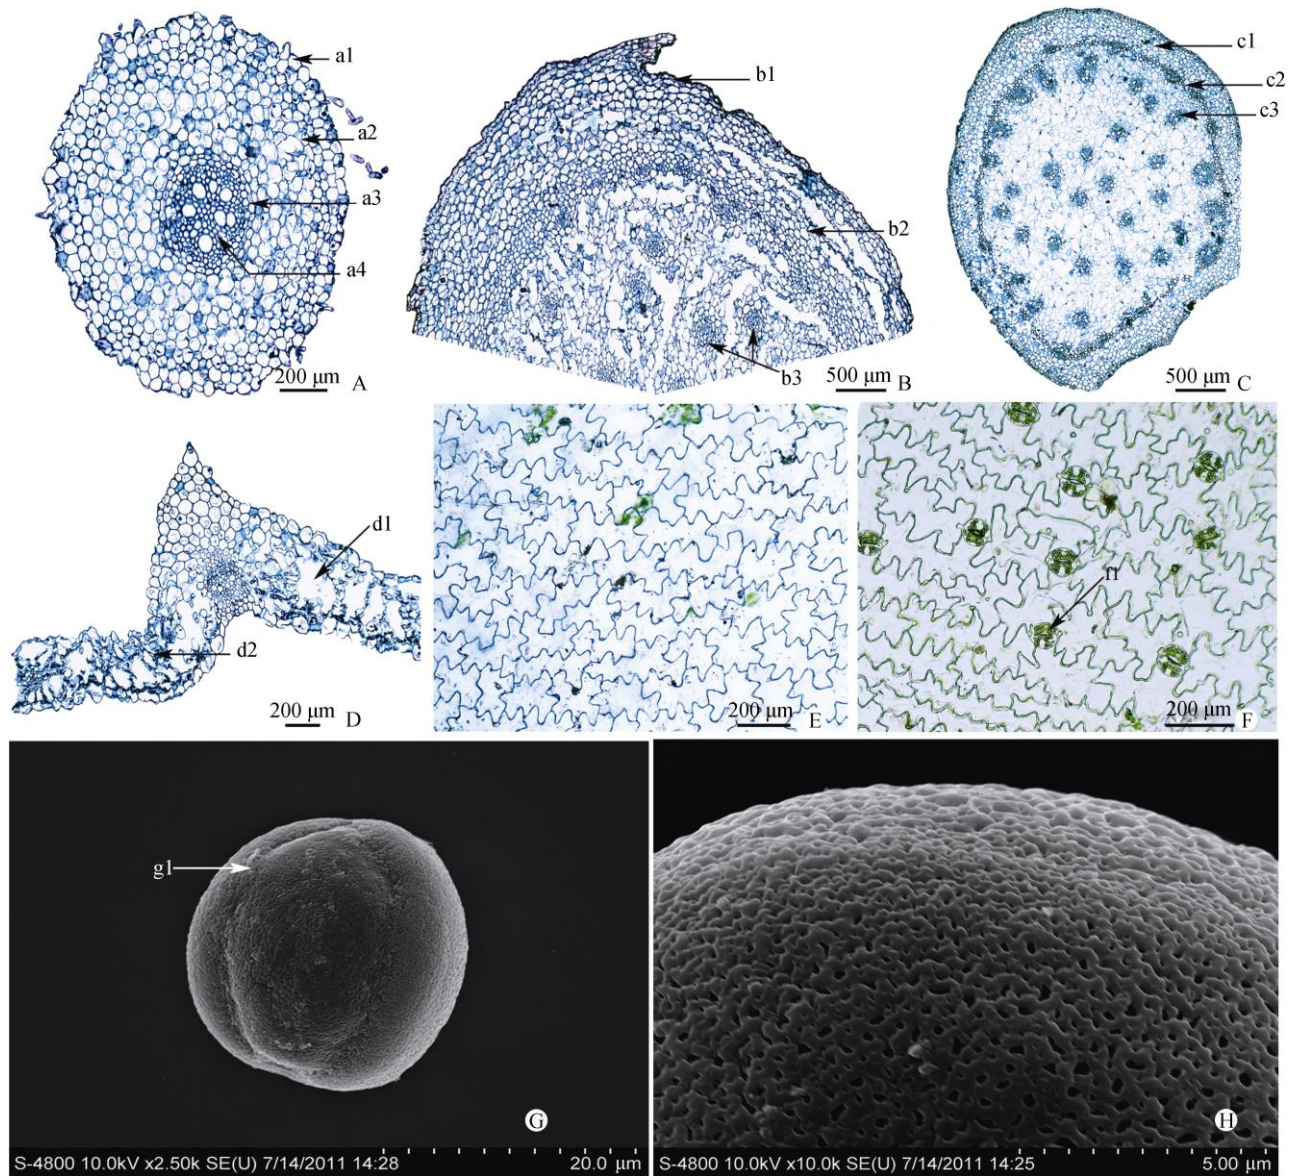 a1
a2
a3
a4
200 μm
A
b1
b2
b3
500 μm
B
c1
c2
c3
500 μm
C
d1
d2
200 μm
D
200 μm
E
f1
200 μm
F
g1
G
S-4800 10.0kV x2.50k SE(U) 7/14/2011 14:28
20.0 μm
H
S-4800 10.0kV x10.0k SE(U) 7/14/2011 14:25
5.00 μm